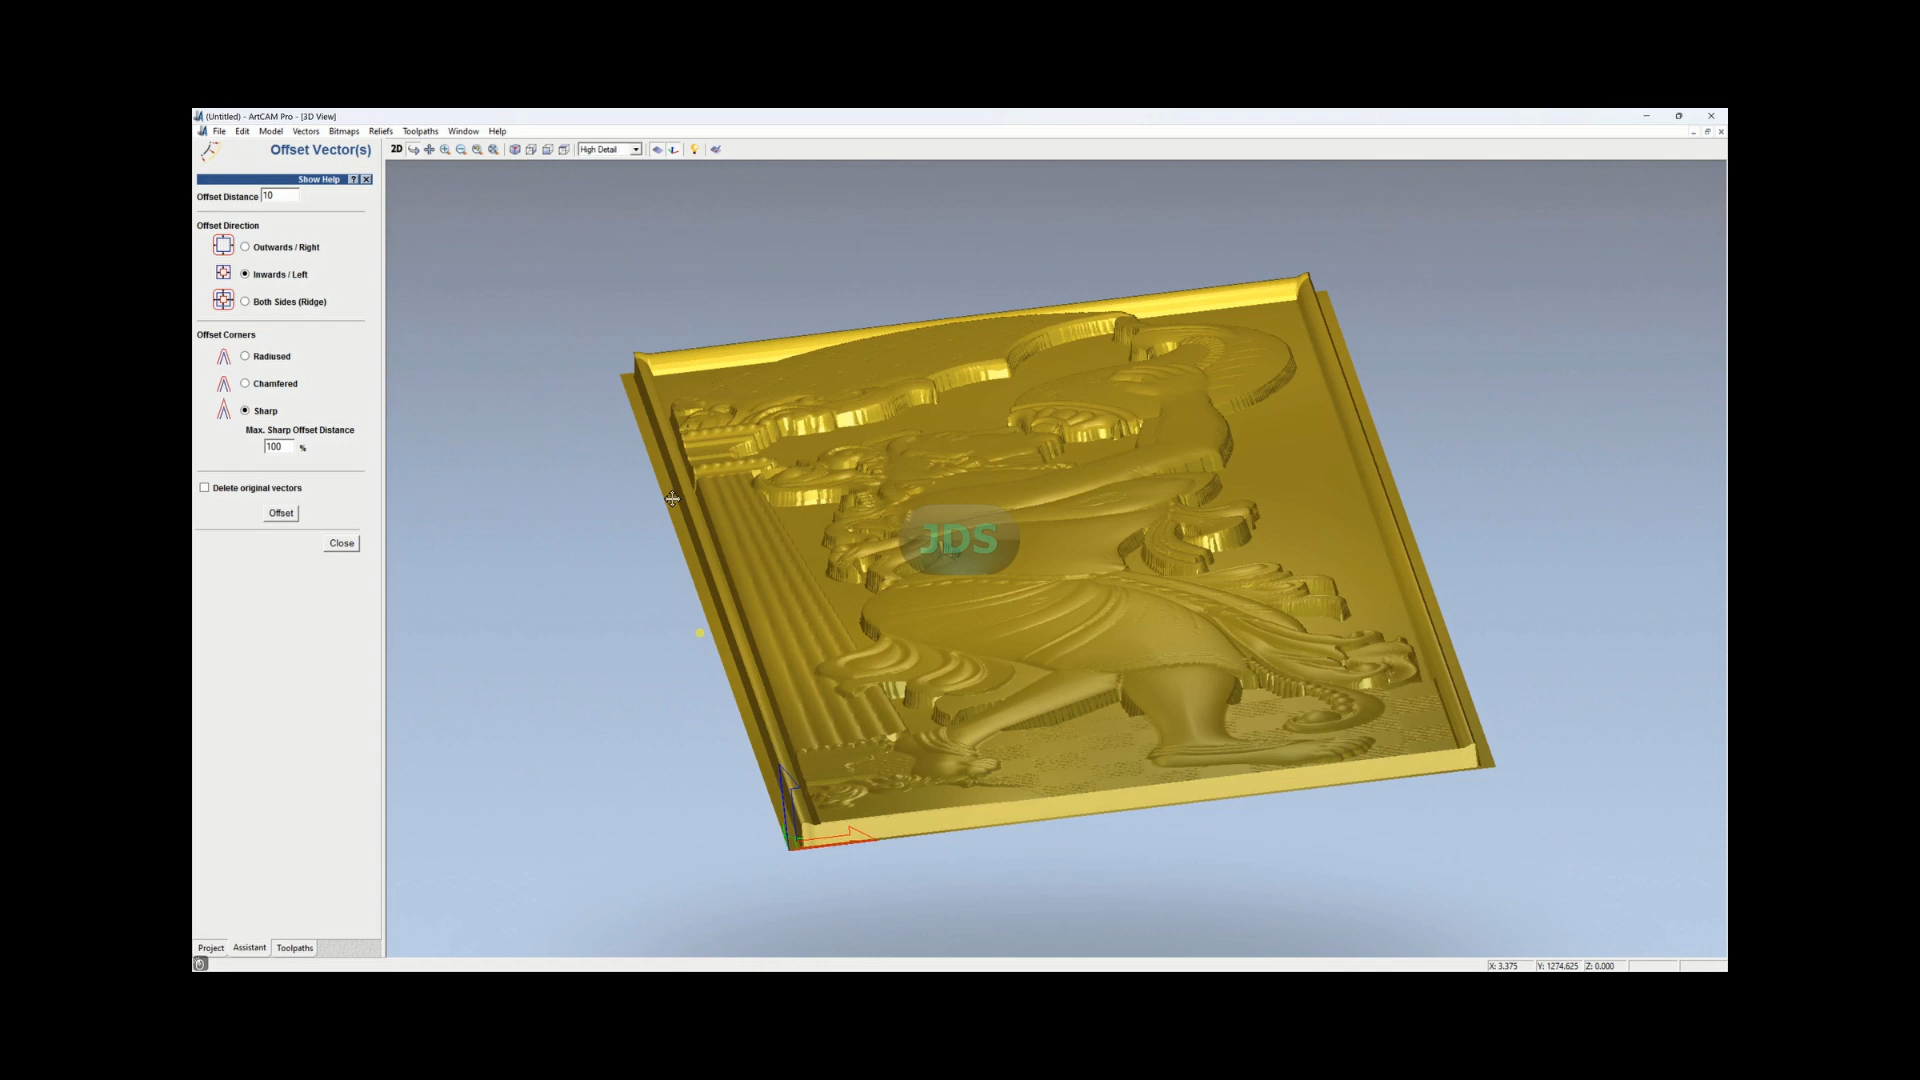 (Untitled) - ArtCAM Pro - [3D View]
File Edit Model Vectors Bitmaps Reliefs Toolpaths Window Help
Offset Vector(s)
2D High Detail
Show Help ?
Offset Distance 10
Offset Direction
Outwards / Right
Inwards / Left
Both Sides (Ridge)
Offset Corners
Radiused
Chamfered
Sharp
Max. Sharp Offset Distance
100 %
Delete original vectors
Offset
Close
JDS
Project Assistant Toolpaths
X: 3.375 Y: 1274.625 Z: 0.000